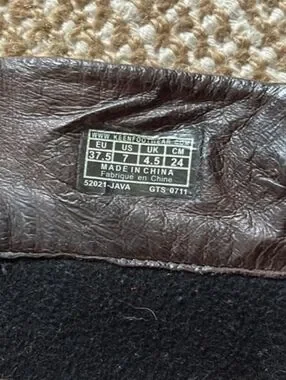 WWW.KEENFOOTWEAR.COM
EU US UK CM
37.5 7 4.5 24
MADE IN CHINA
Fabrique en Chine
52021-JAVA GTS 0711